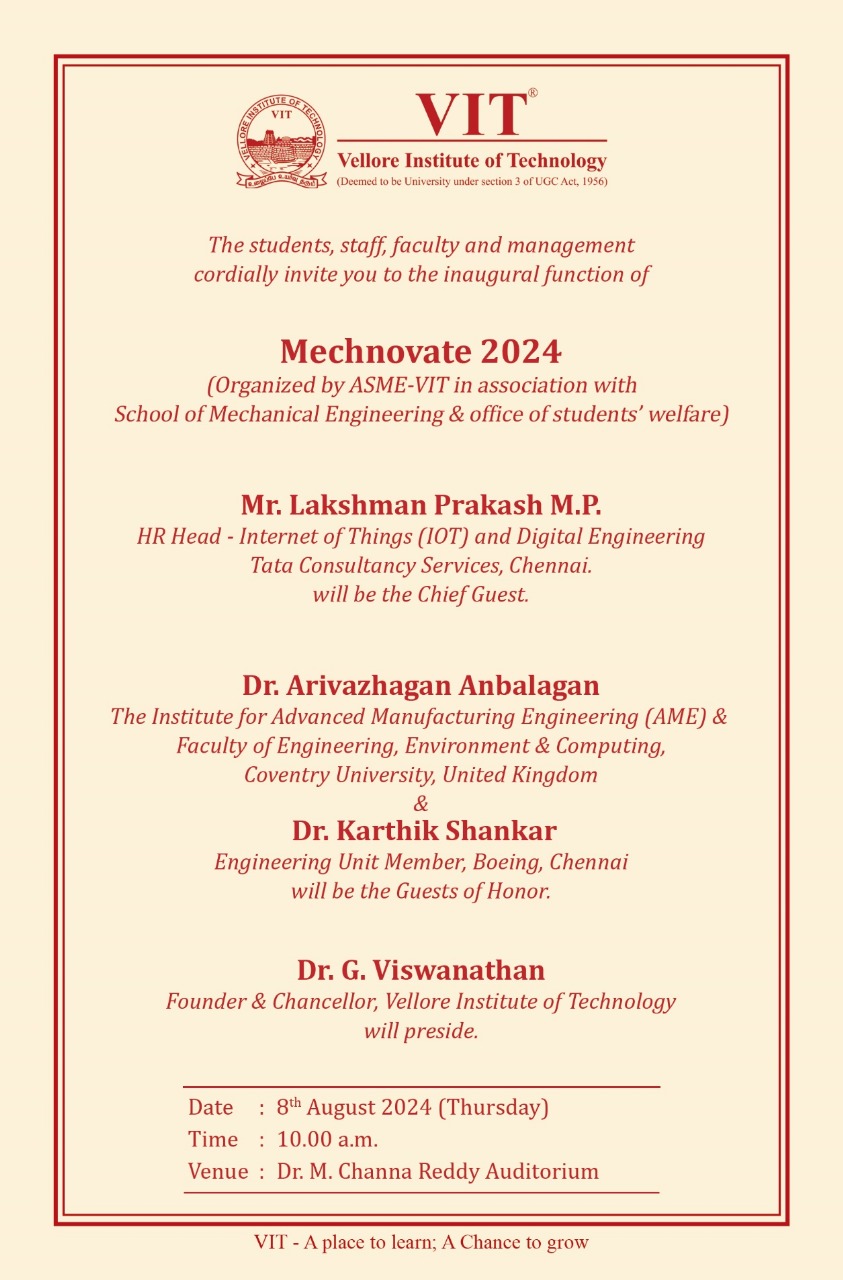 VELLORE INSTITUTE OF TECHNOLOGY
VIT
VIT®
Vellore Institute of Technology
(Deemed to be University under section 3 of UGC Act, 1956)
The students, staff, faculty and management
cordially invite you to the inaugural function of
Mechnovate 2024
(Organized by ASME-VIT in association with
School of Mechanical Engineering & office of students’ welfare)
Mr. Lakshman Prakash M.P.
HR Head - Internet of Things (IOT) and Digital Engineering
Tata Consultancy Services, Chennai.
will be the Chief Guest.
Dr. Arivazhagan Anbalagan
The Institute for Advanced Manufacturing Engineering (AME) &
Faculty of Engineering, Environment & Computing,
Coventry University, United Kingdom
&
Dr. Karthik Shankar
Engineering Unit Member, Boeing, Chennai
will be the Guests of Honor.
Dr. G. Viswanathan
Founder & Chancellor, Vellore Institute of Technology
will preside.
Date : 8th August 2024 (Thursday)
Time : 10.00 a.m.
Venue : Dr. M. Channa Reddy Auditorium
VIT - A place to learn; A Chance to grow